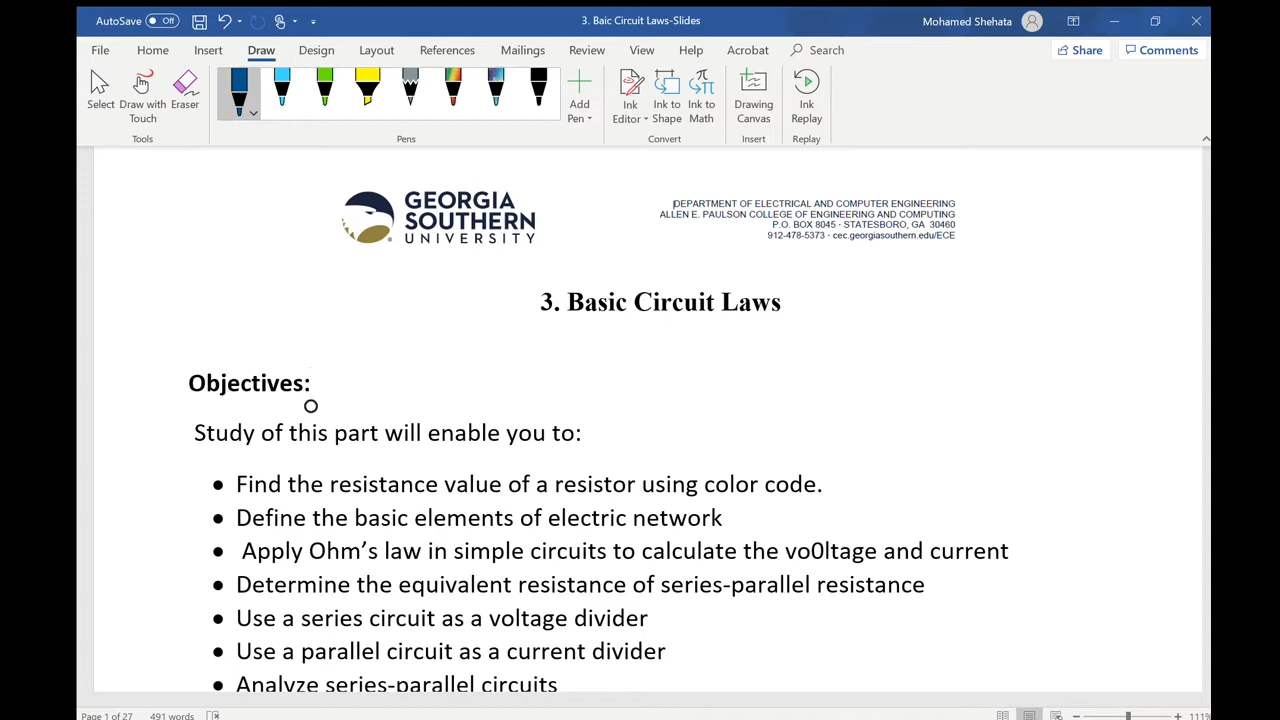 AutoSave Off 3. Baic Circuit Laws-Slides Mohamed Shehata
File Home Insert Draw Design Layout References Mailings Review View Help Acrobat Search Share Comments
Select Draw with Touch Eraser Add Pen Ink Editor Ink to Shape Ink to Math Drawing Canvas Ink Replay
Tools Pens Convert Insert Replay
GEORGIA
SOUTHERN
UNIVERSITY
DEPARTMENT OF ELECTRICAL AND COMPUTER ENGINEERING
ALLEN E. PAULSON COLLEGE OF ENGINEERING AND COMPUTING
P.O. BOX 8045 · STATESBORO, GA 30460
912-478-5373 · cec.georgiasouthern.edu/ECE
3. Basic Circuit Laws
Objectives:
Study of this part will enable you to:
• Find the resistance value of a resistor using color code.
• Define the basic elements of electric network
• Apply Ohm’s law in simple circuits to calculate the vo0ltage and current
• Determine the equivalent resistance of series-parallel resistance
• Use a series circuit as a voltage divider
• Use a parallel circuit as a current divider
• Analyze series-parallel circuits
Page 1 of 27 491 words 111%